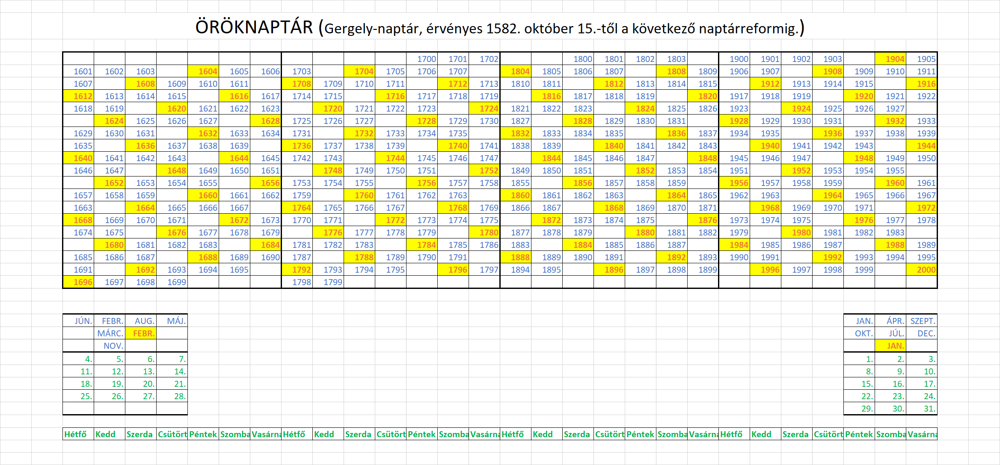 ÖRÖKNAPTÁR (Gergely-naptár, érvényes 1582. október 15.-től a következő naptárreformig.)
1700 1701 1702 1800 1801 1802 1803 1900 1901 1902 1903 1904 1905
1601 1602 1603 1604 1605 1606 1703 1704 1705 1706 1707 1804 1805 1806 1807 1808 1809 1906 1907 1908 1909 1910 1911
1607 1608 1609 1610 1611 1708 1709 1710 1711 1712 1713 1810 1811 1812 1813 1814 1815 1912 1913 1914 1915 1916
1612 1613 1614 1615 1616 1617 1714 1715 1716 1717 1718 1719 1816 1817 1818 1819 1820 1917 1918 1919 1920 1921 1922
1618 1619 1620 1621 1622 1623 1720 1721 1722 1723 1724 1821 1822 1823 1824 1825 1826 1923 1924 1925 1926 1927
1624 1625 1626 1627 1628 1725 1726 1727 1728 1729 1730 1827 1828 1829 1830 1831 1928 1929 1930 1931 1932 1933
1629 1630 1631 1632 1633 1634 1731 1732 1733 1734 1735 1832 1833 1834 1835 1836 1837 1934 1935 1936 1937 1938 1939
1635 1636 1637 1638 1639 1736 1737 1738 1739 1740 1741 1838 1839 1840 1841 1842 1843 1940 1941 1942 1943 1944
1640 1641 1642 1643 1644 1645 1742 1743 1744 1745 1746 1747 1844 1845 1846 1847 1848 1945 1946 1947 1948 1949 1950
1646 1647 1648 1649 1650 1651 1748 1749 1750 1751 1752 1849 1850 1851 1852 1853 1854 1951 1952 1953 1954 1955
1652 1653 1654 1655 1656 1753 1754 1755 1756 1757 1758 1855 1856 1857 1858 1859 1956 1957 1958 1959 1960 1961
1657 1658 1659 1660 1661 1662 1759 1760 1761 1762 1763 1860 1861 1862 1863 1864 1865 1962 1963 1964 1965 1966 1967
1663 1664 1665 1666 1667 1764 1765 1766 1767 1768 1769 1866 1867 1868 1869 1870 1871 1968 1969 1970 1971 1972
1668 1669 1670 1671 1672 1673 1770 1771 1772 1773 1774 1775 1872 1873 1874 1875 1876 1973 1974 1975 1976 1977 1978
1674 1675 1676 1677 1678 1679 1776 1777 1778 1779 1780 1877 1878 1879 1880 1881 1882 1979 1980 1981 1982 1983
1680 1681 1682 1683 1684 1781 1782 1783 1784 1785 1786 1883 1884 1885 1886 1887 1984 1985 1986 1987 1988 1989
1685 1686 1687 1688 1689 1690 1787 1788 1789 1790 1791 1888 1889 1890 1891 1892 1893 1990 1991 1992 1993 1994 1995
1691 1692 1693 1694 1695 1792 1793 1794 1795 1796 1797 1894 1895 1896 1897 1898 1899 1996 1997 1998 1999 2000
1696 1697 1698 1699 1798 1799
JÚN. FEBR. AUG. MÁJ. JAN. ÁPR. SZEPT.
MÁRC. FEBR. OKT. JÚL. DEC.
NOV. JAN.
4. 5. 6. 7. 1. 2. 3.
11. 12. 13. 14. 8. 9. 10.
18. 19. 20. 21. 15. 16. 17.
25. 26. 27. 28. 22. 23. 24.
29. 30. 31.
Hétfő Kedd Szerda Csütört Péntek Szomba Vasárna Hétfő Kedd Szerda Csütört Péntek Szomba Vasárna Hétfő Kedd Szerda Csütört Péntek Szomba Vasárna Hétfő Kedd Szerda Csütört Péntek Szomba Vasárna